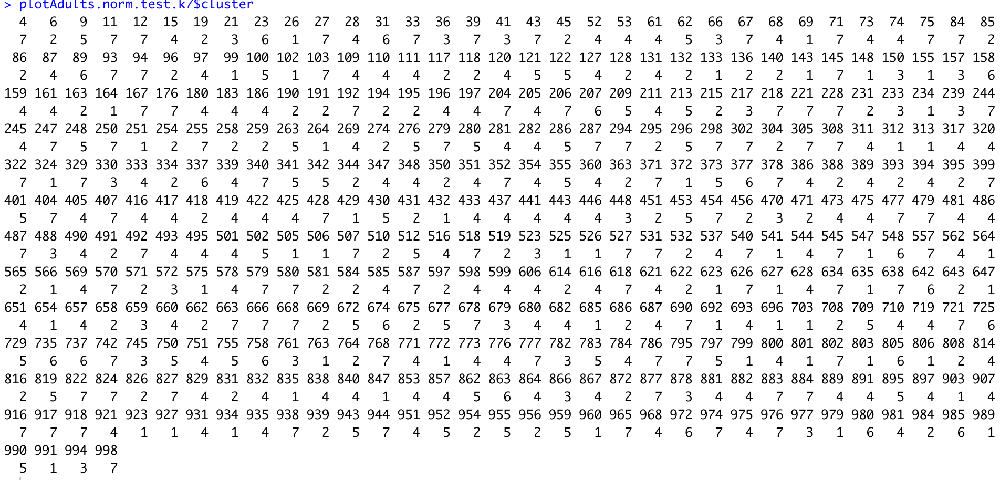 > plotAdults.norm.test.k7$cluster
4 6 9 11 12 15 19 21 23 26 27 28 31 33 36 39 41 43 45 52 53 61 62 66 67 68 69 71 73 74 75 84 85
7 2 5 7 7 4 2 3 6 1 7 4 6 7 3 7 3 7 2 4 4 4 5 3 7 4 1 7 4 4 7 7 2
86 87 89 93 94 96 97 99 100 102 103 109 110 111 117 118 120 121 122 127 128 131 132 133 136 140 143 145 148 150 155 157 158
2 4 6 7 7 2 4 1 5 1 7 4 4 4 2 2 4 5 5 4 2 4 2 1 2 2 1 7 1 3 1 3 6
159 161 163 164 167 176 180 183 186 190 191 192 194 195 196 197 204 205 206 207 209 211 213 215 217 218 221 228 231 233 234 239 244
4 4 2 1 7 7 4 4 4 2 2 7 2 2 4 4 7 4 7 6 5 4 5 2 3 7 7 7 2 3 1 3 7
245 247 248 250 251 254 255 258 259 263 264 269 274 276 279 280 281 282 286 287 294 295 296 298 302 304 305 308 311 312 313 317 320
4 7 5 7 1 2 7 2 2 5 1 4 2 5 7 5 4 4 5 7 7 2 5 7 7 2 7 7 4 1 1 4 4
322 324 329 330 333 334 337 339 340 341 342 344 347 348 350 351 352 354 355 360 363 371 372 373 377 378 386 388 389 393 394 395 399
7 1 7 3 4 2 6 4 7 5 5 2 4 4 2 4 7 4 5 4 2 7 1 5 6 7 4 2 4 2 4 2 7
401 404 405 407 416 417 418 419 422 425 428 429 430 431 432 433 437 441 443 446 448 451 453 454 456 470 471 473 475 477 479 481 486
5 7 4 7 4 4 2 4 4 4 7 1 5 2 1 4 4 4 4 4 3 2 5 7 2 3 2 4 4 7 7 4 4
487 488 490 491 492 493 495 501 502 505 506 507 510 512 516 518 519 523 525 526 527 531 532 537 540 541 544 545 547 548 557 562 564
7 3 4 2 7 4 4 4 5 1 1 7 2 5 4 7 2 3 1 1 7 7 2 4 7 1 4 7 1 6 7 4 1
565 566 569 570 571 572 575 578 579 580 581 584 585 587 597 598 599 606 614 616 618 621 622 623 626 627 628 634 635 638 642 643 647
2 1 4 7 2 3 1 4 7 7 2 2 4 7 2 4 4 4 2 4 7 4 2 1 7 1 4 7 1 7 6 2 1
651 654 657 658 659 660 662 663 666 668 669 672 674 675 677 678 679 680 682 685 686 687 690 692 693 696 703 708 709 710 719 721 725
4 1 4 2 3 4 2 7 7 7 2 5 6 2 5 7 3 4 4 1 2 4 7 1 4 1 1 2 5 4 4 7 6
729 735 737 742 745 750 751 755 758 761 763 764 768 771 772 773 776 777 782 783 784 786 795 797 799 800 801 802 803 805 806 808 814
5 6 6 7 3 5 4 5 6 3 1 2 7 4 1 4 4 7 3 5 4 7 7 5 1 4 1 7 1 6 1 2 4
816 819 822 824 826 827 829 831 832 835 838 840 847 853 857 862 863 864 866 867 872 877 878 881 882 883 884 889 891 895 897 903 907
2 5 7 7 2 7 4 2 4 1 4 4 1 4 4 5 6 4 3 4 2 7 3 4 4 7 7 4 4 5 4 1 4
916 917 918 921 923 927 931 934 935 938 939 943 944 951 952 954 955 956 959 960 965 968 972 974 975 976 977 979 980 981 984 985 989
7 7 7 4 1 1 4 1 4 7 2 5 7 4 5 2 5 2 5 1 7 4 6 7 4 7 3 1 6 4 2 6 1
990 991 994 998
5 1 3 7